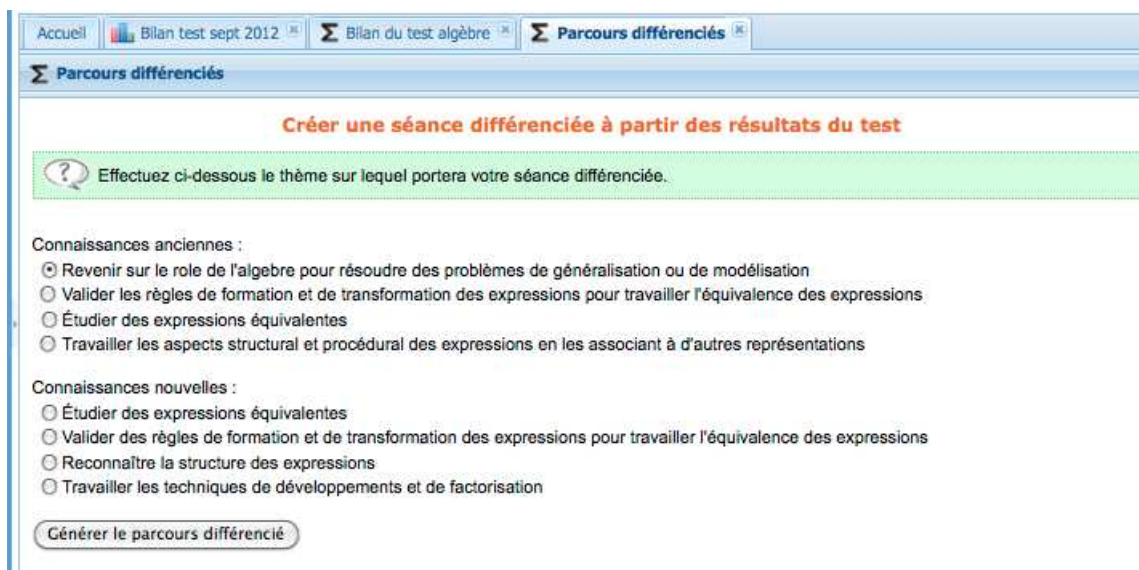 Accueil Bilan test sept 2012 Σ Bilan du test algèbre Σ Parcours différenciés
Σ Parcours différenciés
Créer une séance différenciée à partir des résultats du test
? Effectuez ci-dessous le thème sur lequel portera votre séance différenciée.
Connaissances anciennes :
Revenir sur le role de l'algebre pour résoudre des problèmes de généralisation ou de modélisation
Valider les règles de formation et de transformation des expressions pour travailler l'équivalence des expressions
Étudier des expressions équivalentes
Travailler les aspects structural et procédural des expressions en les associant à d'autres représentations
Connaissances nouvelles :
Étudier des expressions équivalentes
Valider des règles de formation et de transformation des expressions pour travailler l'équivalence des expressions
Reconnaître la structure des expressions
Travailler les techniques de développements et de factorisation
Générer le parcours différencié